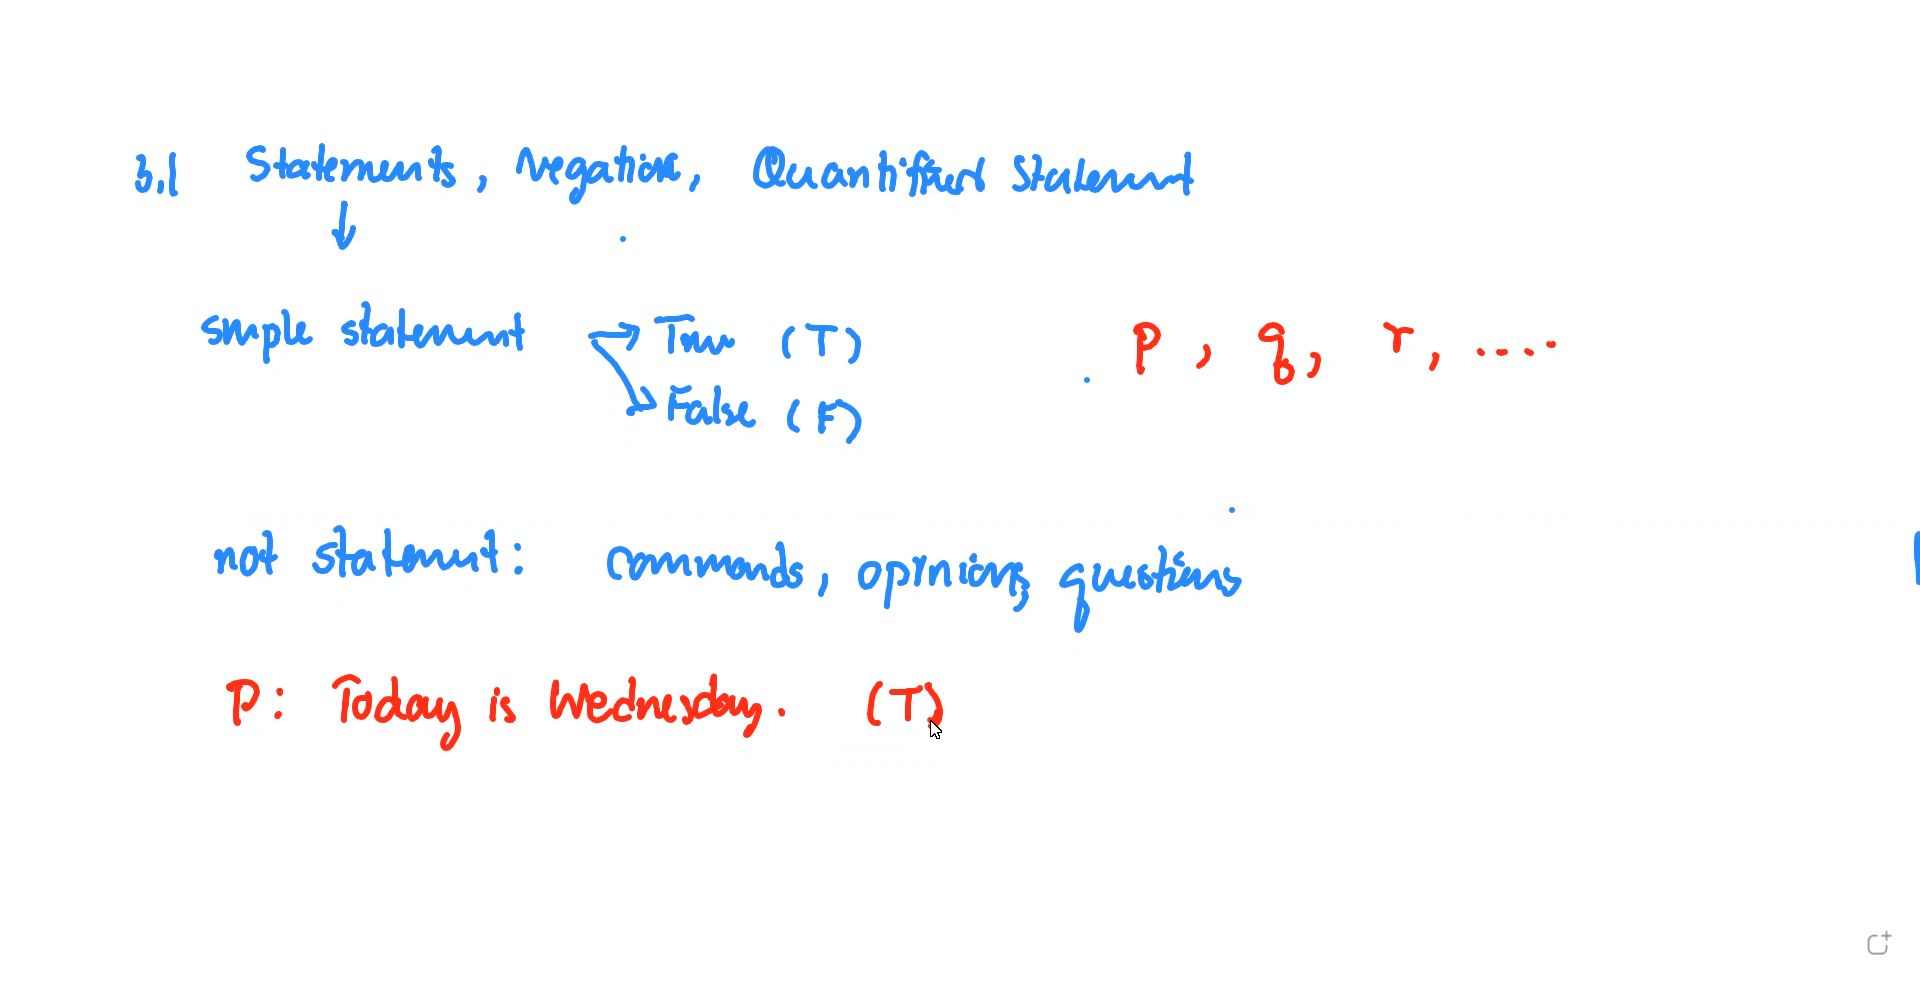 3.1 Statements, Negations, Quantified Statement
simple statement True (T) p, q, r, ....
False (F)
not statement: commands, opinions, questions
P: Today is Wednesday. (T)